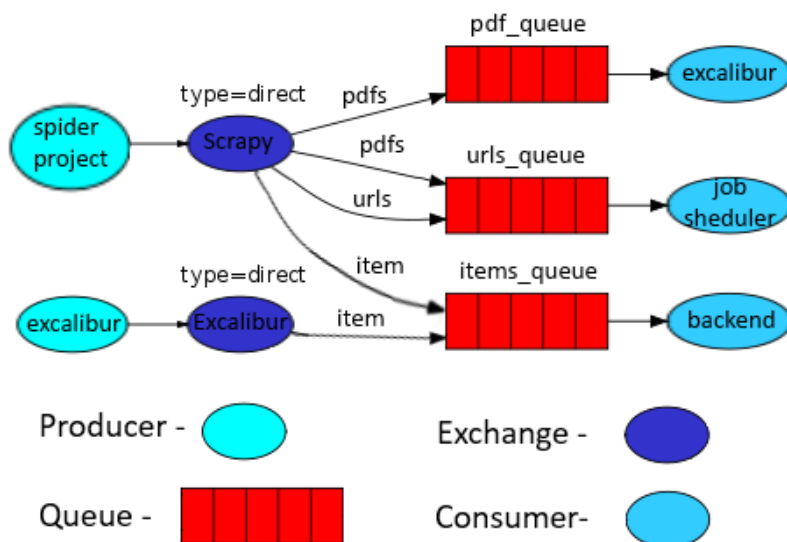 pdf_queue
type=direct
pdfs
excalibur
spider
project
Scrapy
pdfs
urls_queue
urls
job
sheduler
item
items_queue
type=direct
excalibur
Excalibur
item
backend
Producer -
Exchange -
Queue -
Consumer-